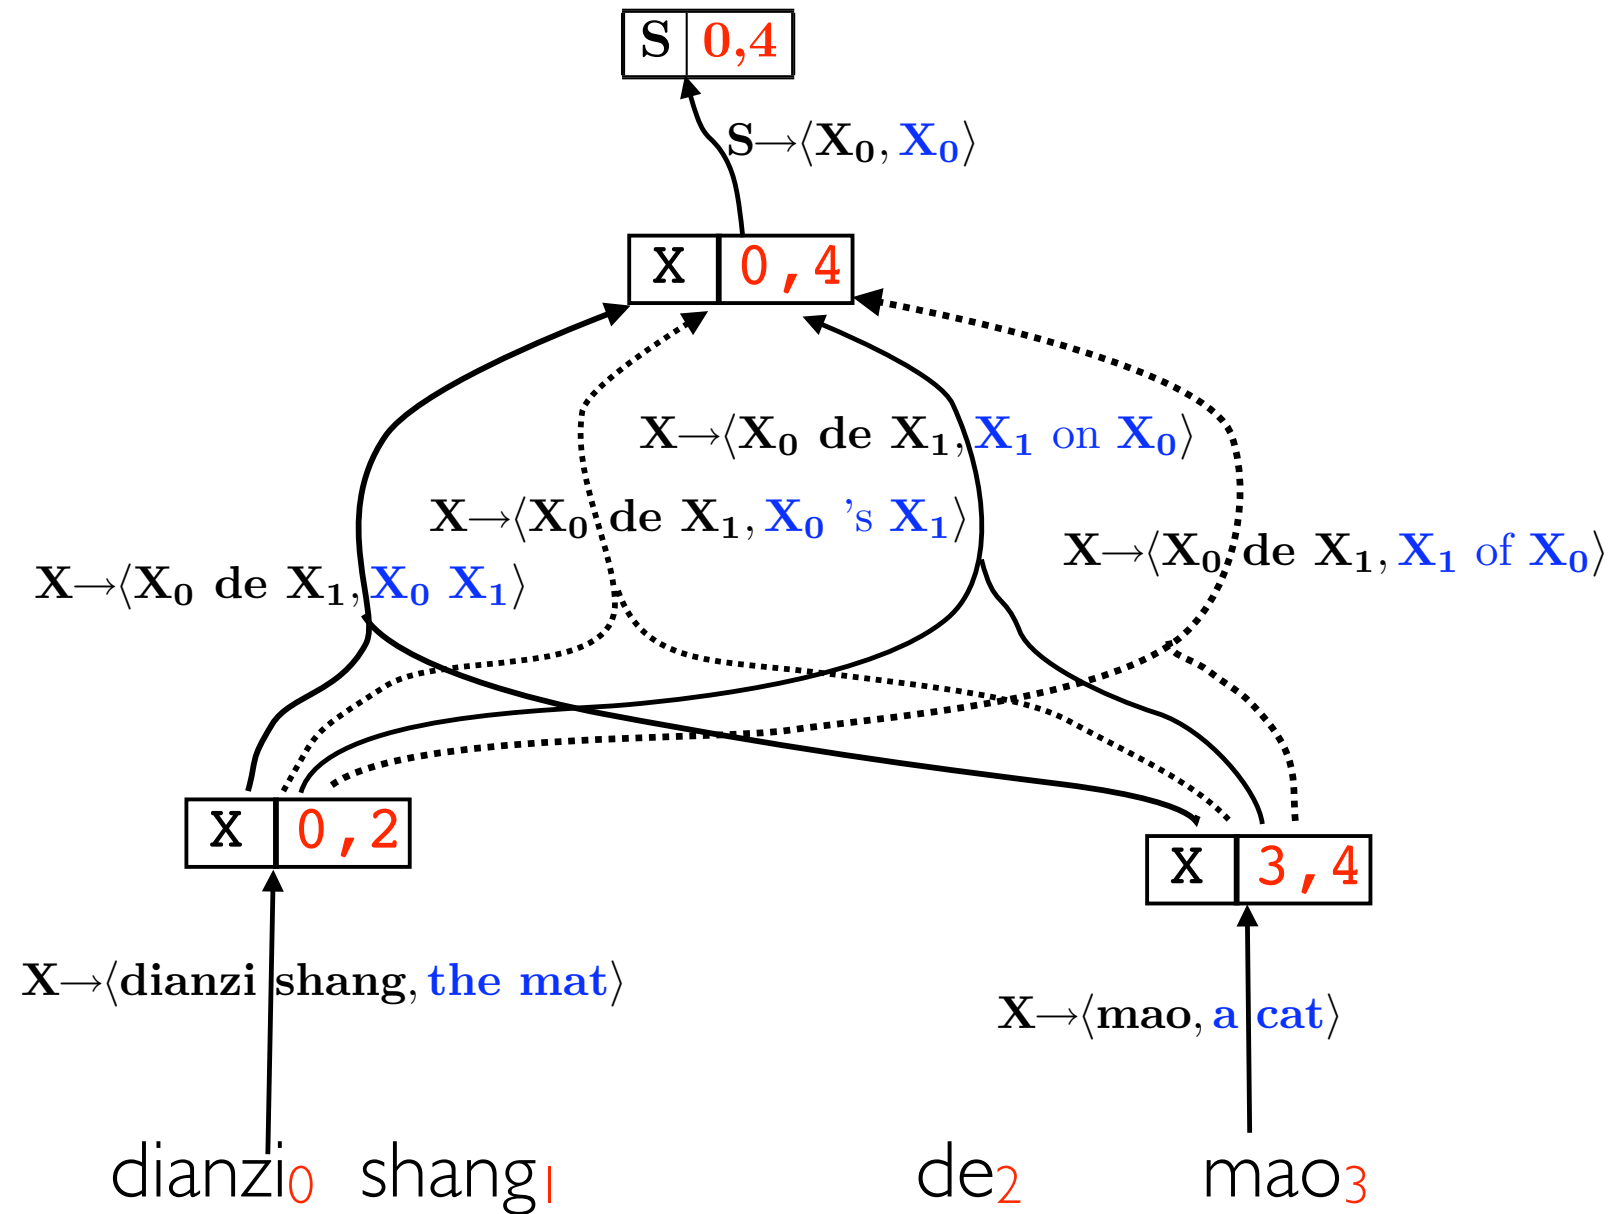 S 0,4
S→⟨X₀, X₀⟩
X 0,4
X→⟨X₀ de X₁, X₁ on X₀⟩
X→⟨X₀ de X₁, X₀ 's X₁⟩
X→⟨X₀ de X₁, X₁ of X₀⟩
X→⟨X₀ de X₁, X₀ X₁⟩
X 0,2
X 3,4
X→⟨dianzi shang, the mat⟩
X→⟨mao, a cat⟩
dianzi₀ shang₁ de₂ mao₃